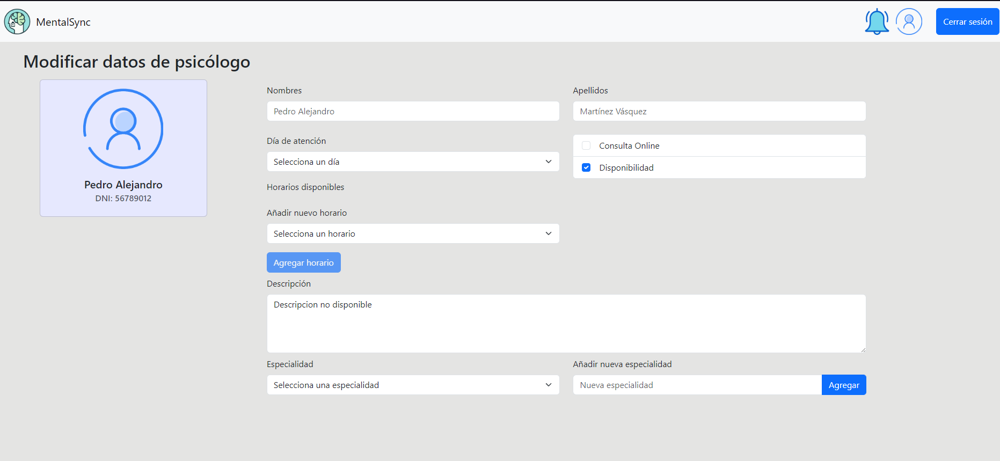 MentalSync
Cerrar sesión
Modificar datos de psicólogo
Pedro Alejandro
DNI: 56789012
Nombres
Pedro Alejandro
Apellidos
Martínez Vásquez
Día de atención
Selecciona un día
Consulta Online
Disponibilidad
Horarios disponibles
Añadir nuevo horario
Selecciona un horario
Agregar horario
Descripción
Descripcion no disponible
Especialidad
Selecciona una especialidad
Añadir nueva especialidad
Nueva especialidad
Agregar